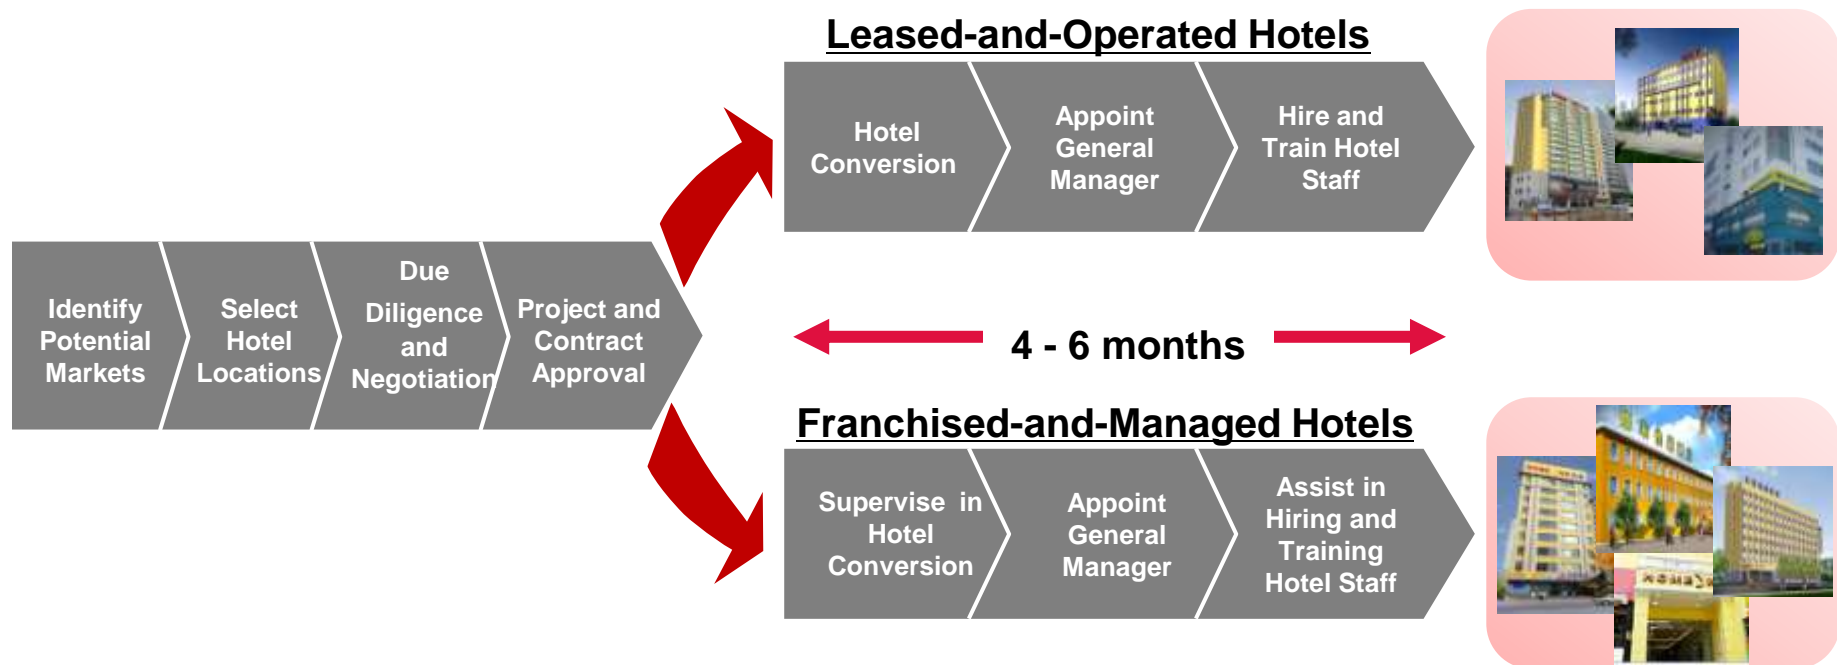 Leased-and-Operated Hotels
Hotel
Conversion
Appoint
General
Manager
Hire and
Train Hotel
Staff
Identify
Potential
Markets
Select
Hotel
Locations
Due
Diligence
and
Negotiation
Project and
Contract
Approval
4 - 6 months
Franchised-and-Managed Hotels
Supervise in
Hotel
Conversion
Appoint
General
Manager
Assist in
Hiring and
Training
Hotel Staff